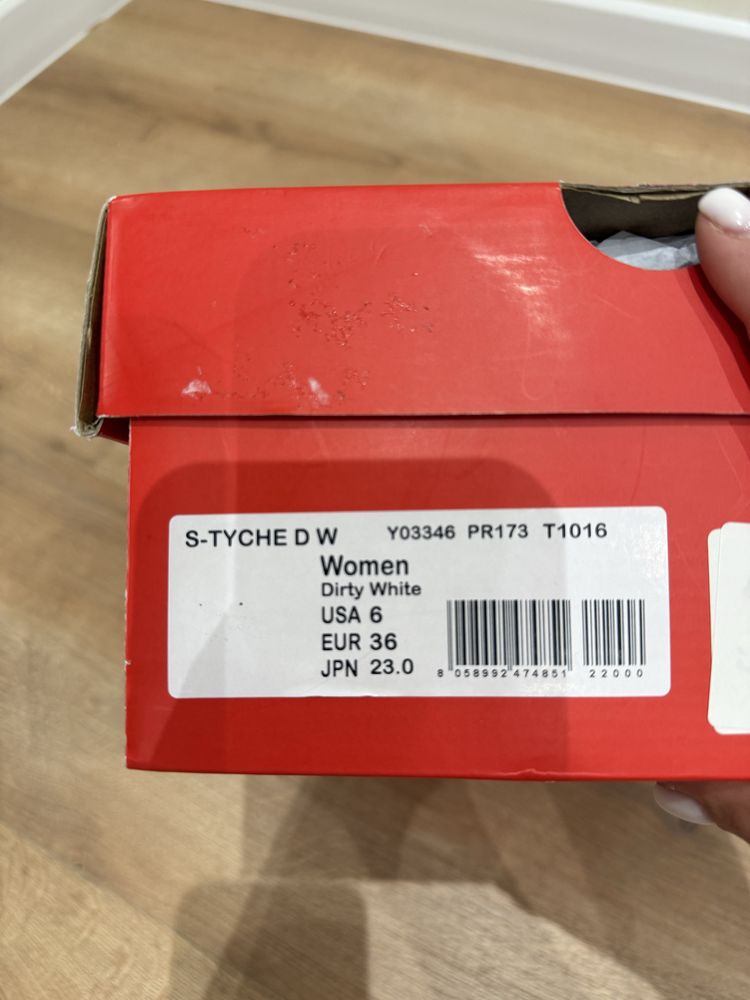 S-TYCHE D W Y03346 PR173 T1016
Women
Dirty White
USA 6
EUR 36
JPN 23.0
8 058992 474851 22000